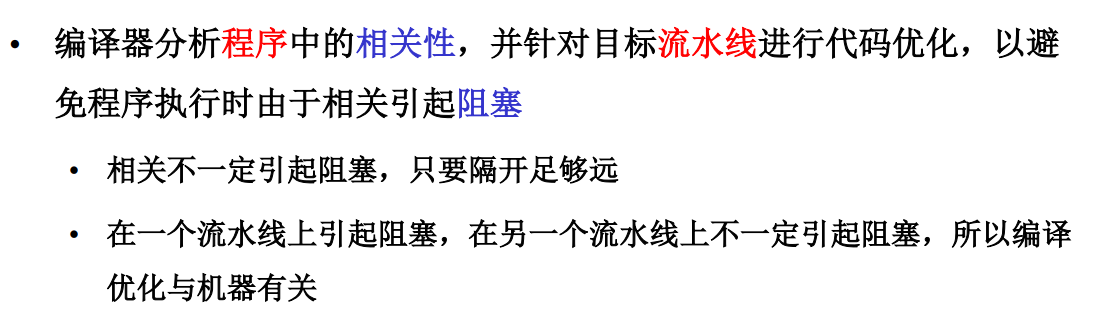 • 编译器分析程序中的相关性，并针对目标流水线进行代码优化，以避
免程序执行时由于相关引起阻塞
• 相关不一定引起阻塞，只要隔开足够远
• 在一个流水线上引起阻塞，在另一个流水线上不一定引起阻塞，所以编译
优化与机器有关